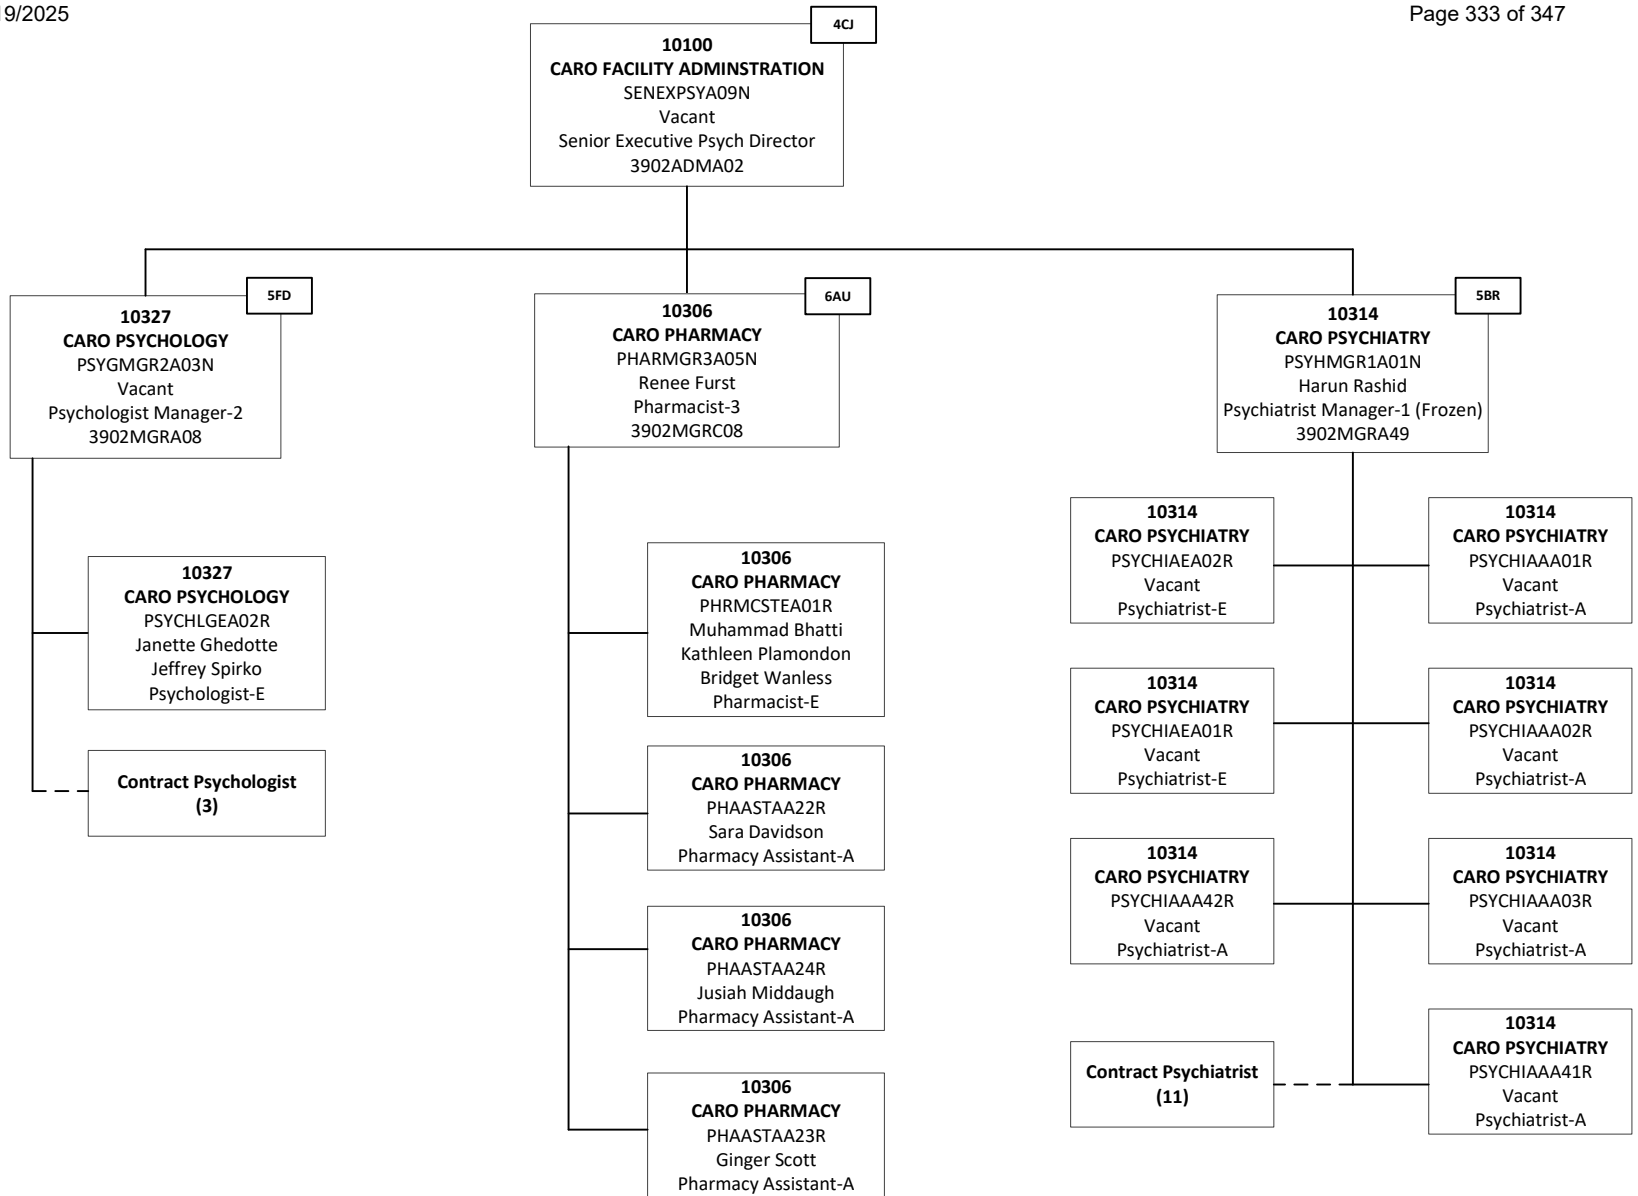 19/2025
Page 333 of 347
4CJ
10100
CARO FACILITY ADMINSTRATION
SENEXPSYA09N
Vacant
Senior Executive Psych Director
3902ADMA02
5FD
10327
CARO PSYCHOLOGY
PSYGMGR2A03N
Vacant
Psychologist Manager-2
3902MGRA08
10327
CARO PSYCHOLOGY
PSYCHLGEA02R
Janette Ghedotte
Jeffrey Spirko
Psychologist-E
Contract Psychologist
(3)
6AU
10306
CARO PHARMACY
PHARMGR3A05N
Renee Furst
Pharmacist-3
3902MGRC08
10306
CARO PHARMACY
PHRMCSTEA01R
Muhammad Bhatti
Kathleen Plamondon
Bridget Wanless
Pharmacist-E
10306
CARO PHARMACY
PHAASTAA22R
Sara Davidson
Pharmacy Assistant-A
10306
CARO PHARMACY
PHAASTAA24R
Jusiah Middaugh
Pharmacy Assistant-A
10306
CARO PHARMACY
PHAASTAA23R
Ginger Scott
Pharmacy Assistant-A
5BR
10314
CARO PSYCHIATRY
PSYHMGR1A01N
Harun Rashid
Psychiatrist Manager-1 (Frozen)
3902MGRA49
10314
CARO PSYCHIATRY
PSYCHIAEA02R
Vacant
Psychiatrist-E
10314
CARO PSYCHIATRY
PSYCHIAAA01R
Vacant
Psychiatrist-A
10314
CARO PSYCHIATRY
PSYCHIAEA01R
Vacant
Psychiatrist-E
10314
CARO PSYCHIATRY
PSYCHIAAA02R
Vacant
Psychiatrist-A
10314
CARO PSYCHIATRY
PSYCHIAAA42R
Vacant
Psychiatrist-A
10314
CARO PSYCHIATRY
PSYCHIAAA03R
Vacant
Psychiatrist-A
Contract Psychiatrist
(11)
10314
CARO PSYCHIATRY
PSYCHIAAA41R
Vacant
Psychiatrist-A